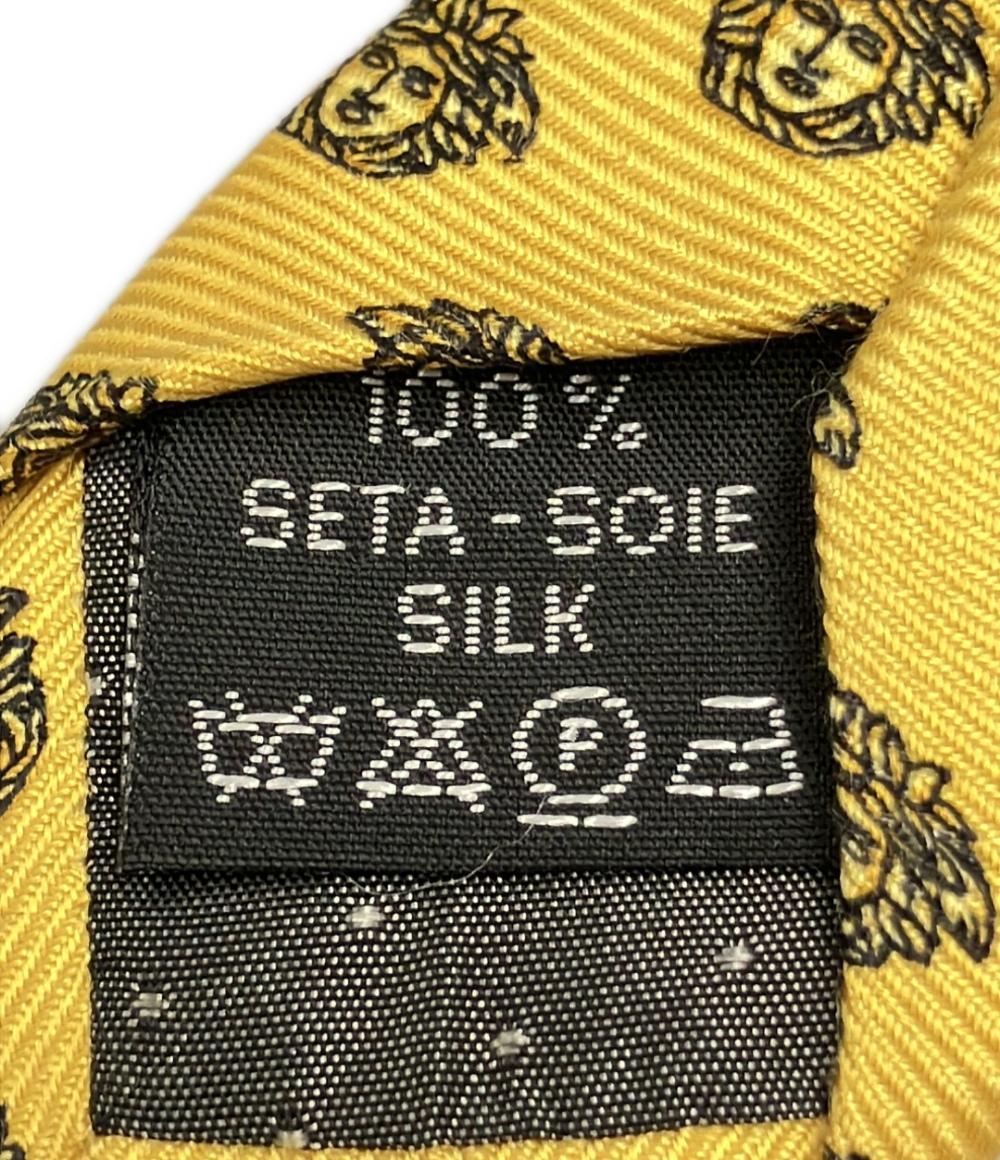 100%
SETA - SOIE
SILK
F